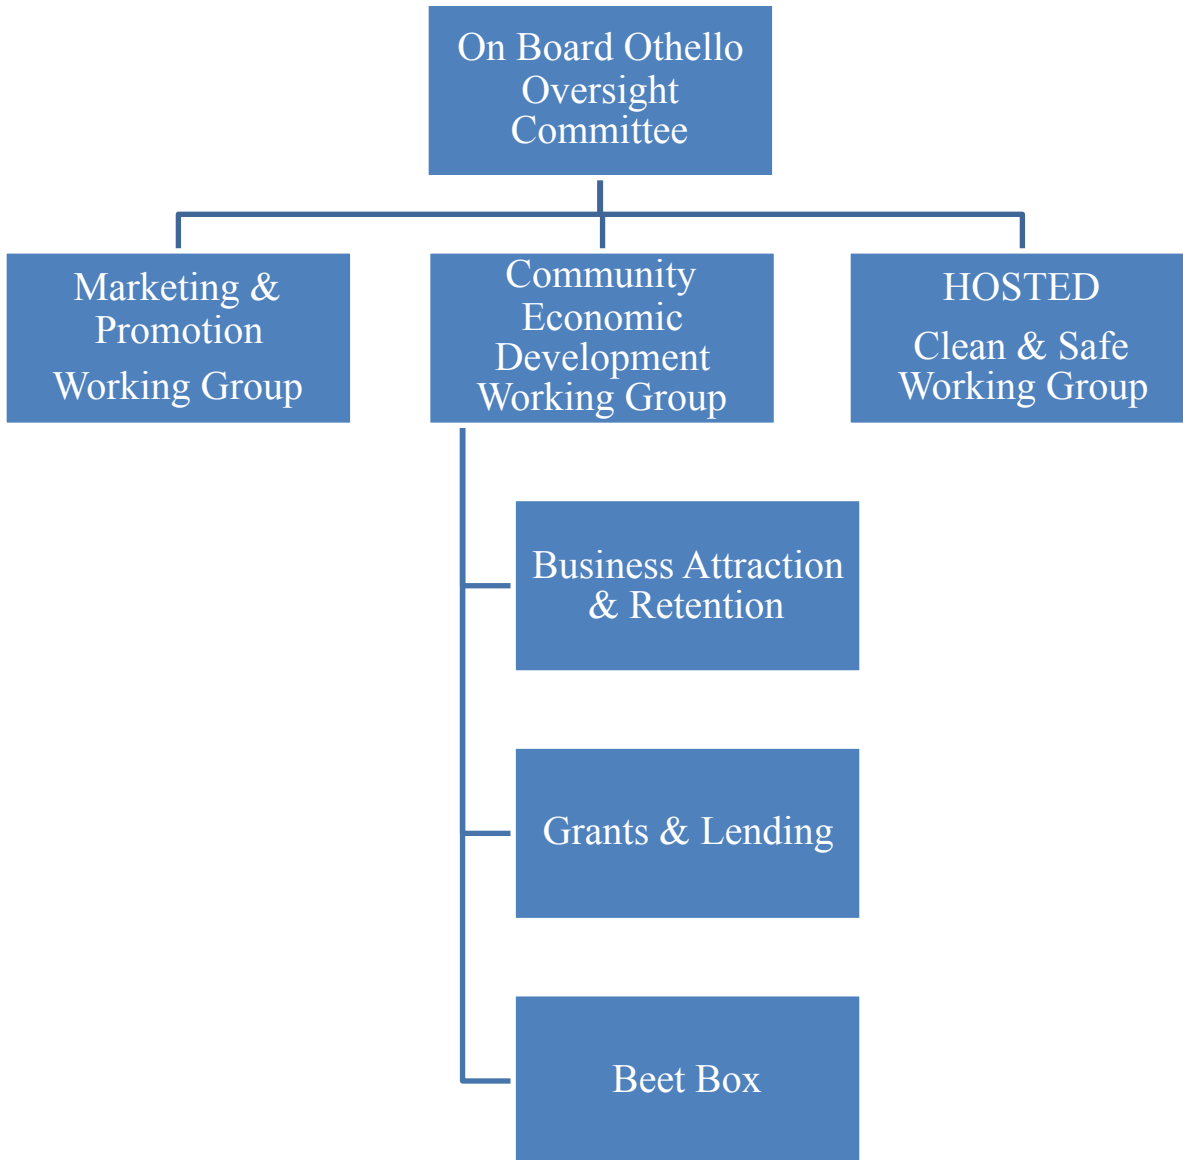 On Board Othello
Oversight
Committee
Marketing &
Promotion
Working Group
Community
Economic
Development
Working Group
HOSTED
Clean & Safe
Working Group
Business Attraction
& Retention
Grants & Lending
Beet Box